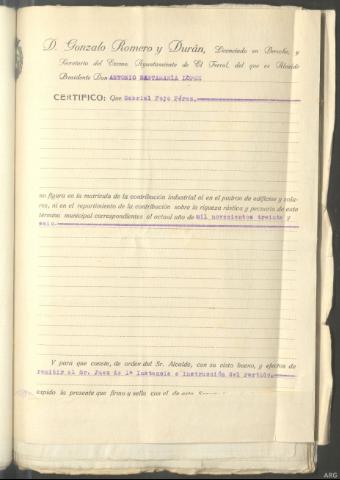 D. Gonzalo Romero y Durán, Licenciado en Derecho, y
Secretario del Excmo. Ayuntamiento de El Ferrol, del que es Alcalde
Presidente Don ANTONIO SANTAMARIA LÓPEZ
CERTIFICO: Que Gabriel Pepe Pérez,
no figura en la matrícula de la contribución industrial ni en el padrón de edificios y sola-
res, ni en el repartimiento de la contribución sobre la riqueza rústica y pecuaria de este
término municipal correspondientes al actual año de mil novecientos treinta y
seis.
Y para que conste, de orden del Sr. Alcalde, con su visto bueno, y efectos de
remitir al Sr. Juez de 1ª Instancia e Instrucción del Partido,
expido la presente que firmo y sello con el de este
ARG